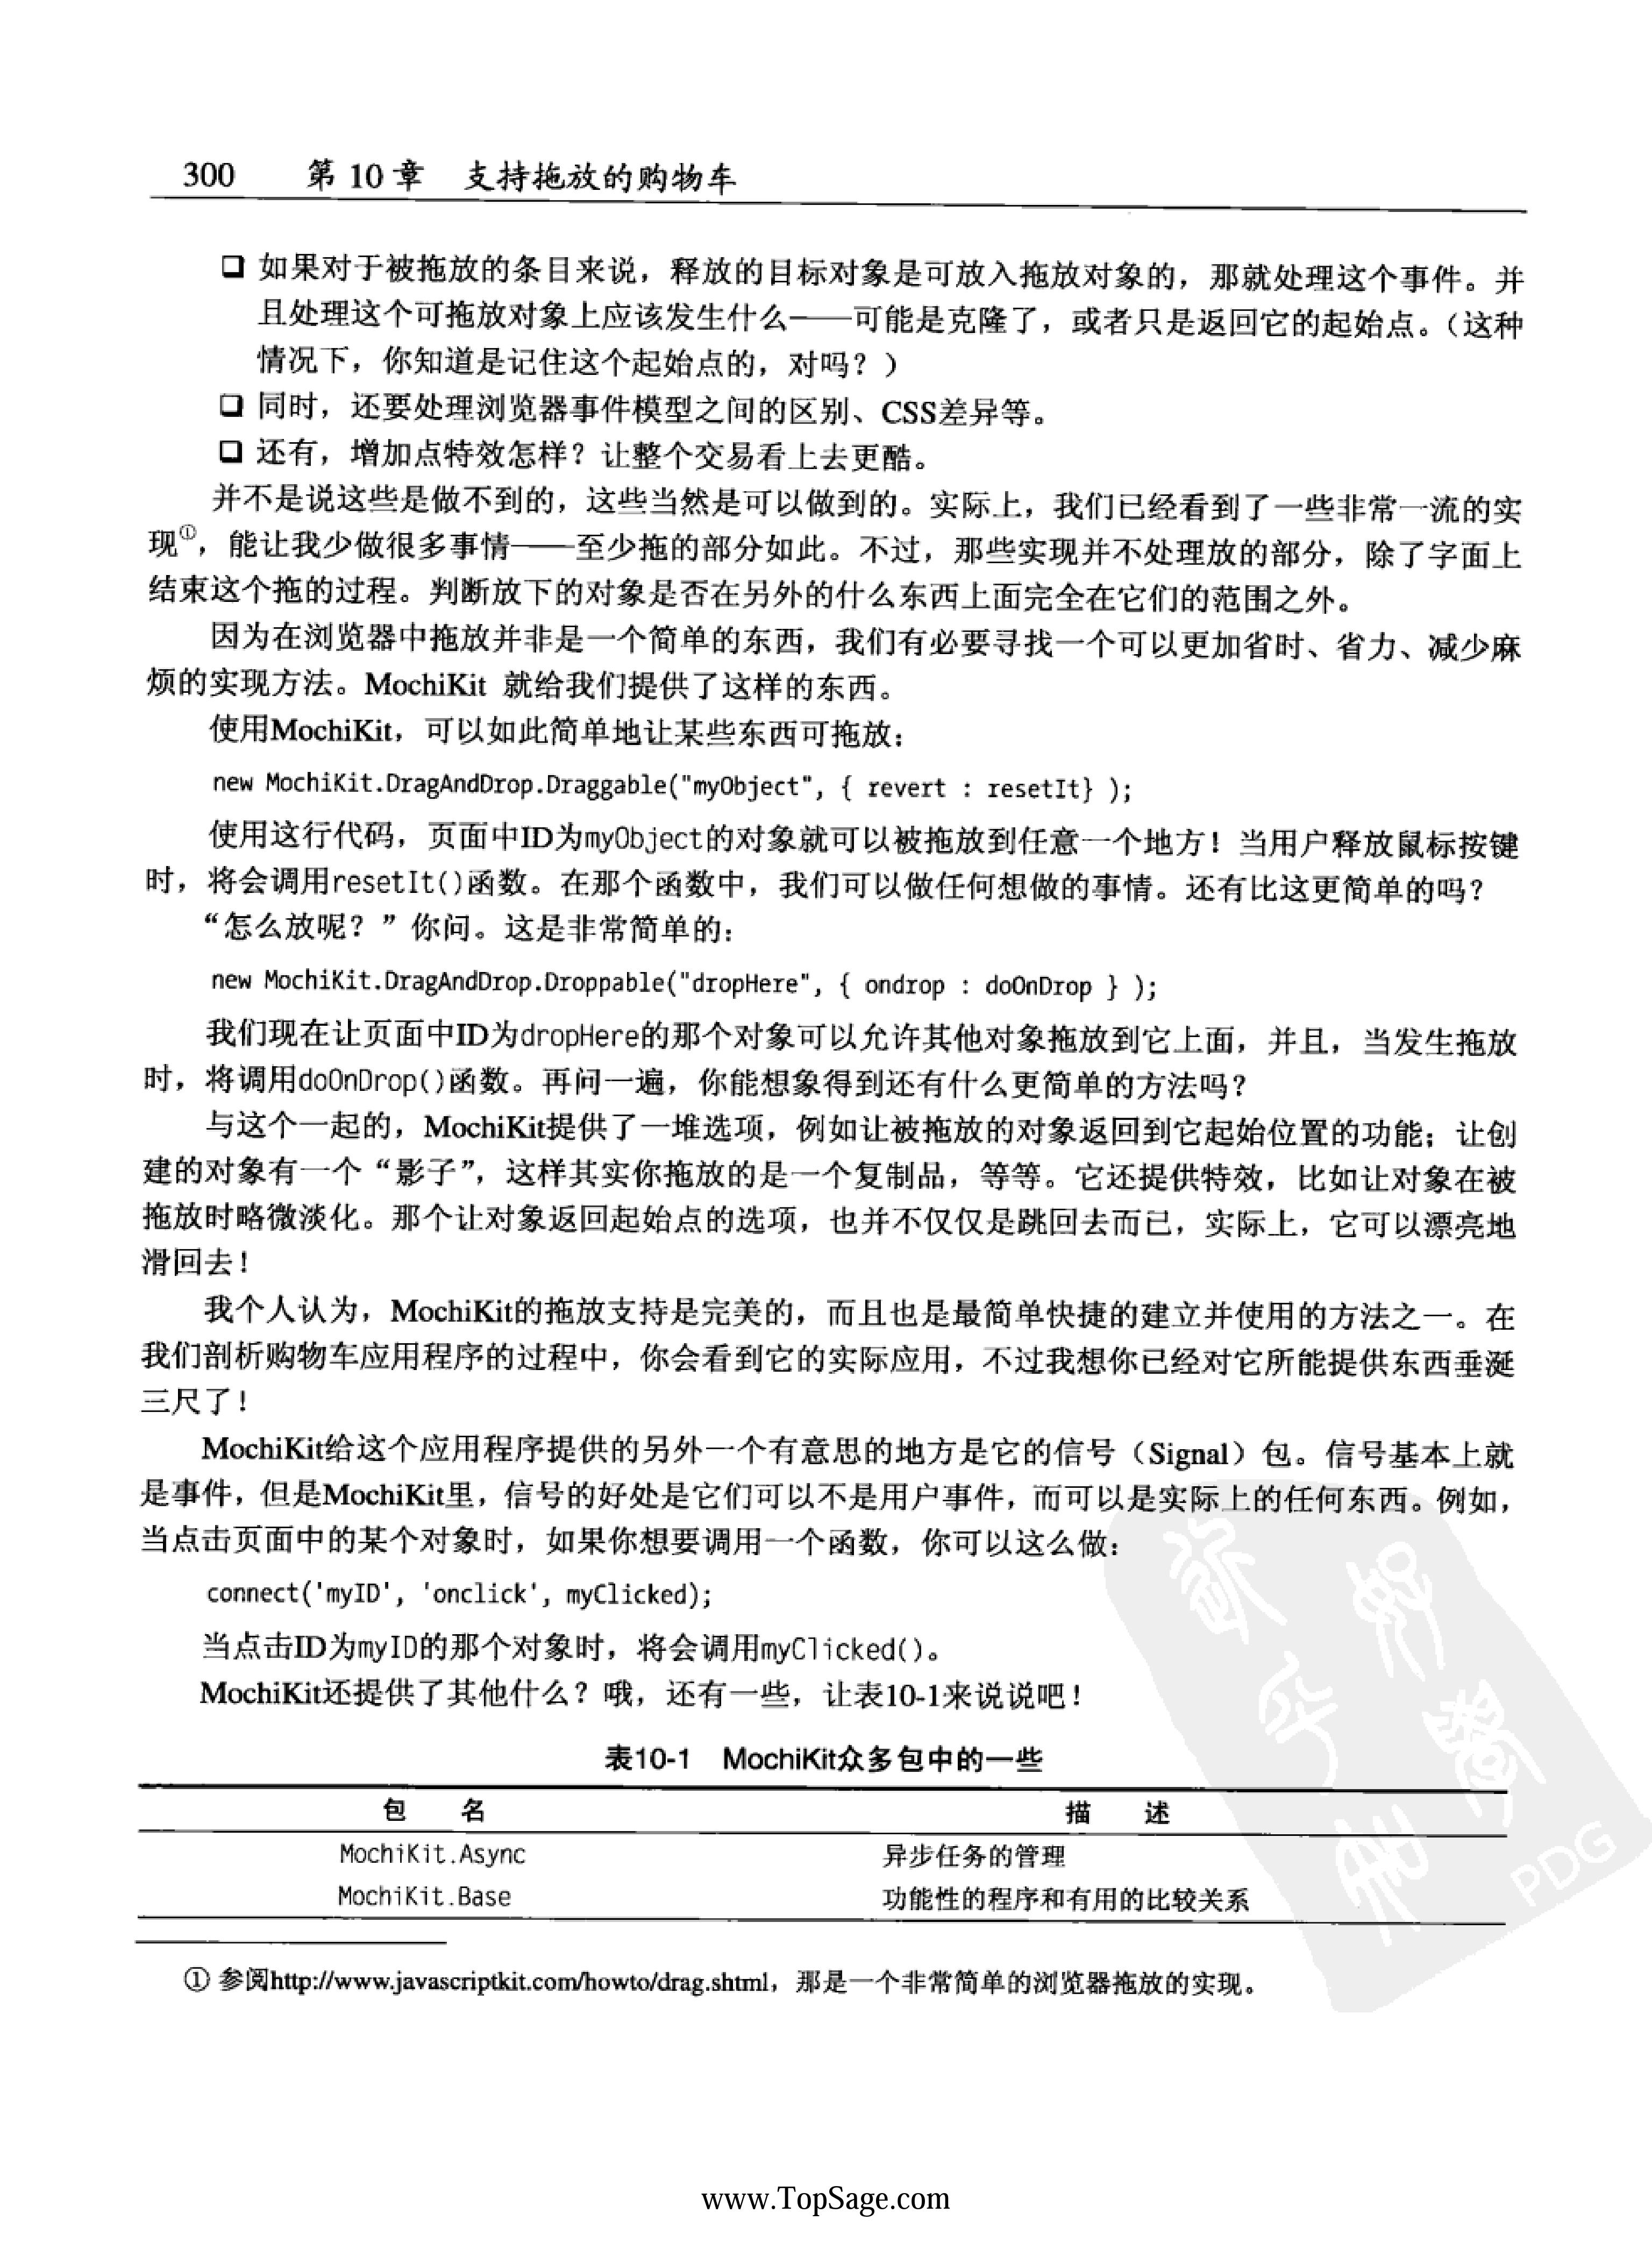 300 第 10 章 支持拖放的购物车
❑ 如果对于被拖放的条目来说，释放的目标对象是可放入拖放对象的，那就处理这个事件。并
且处理这个可拖放对象上应该发生什么——可能是克隆了，或者只是返回它的起始点。（这种
情况下，你知道是记住这个起始点的，对吗？）
❑ 同时，还要处理浏览器事件模型之间的区别、CSS差异等。
❑ 还有，增加点特效怎样？让整个交易看上去更酷。
并不是说这些是做不到的，这些当然是可以做到的。实际上，我们已经看到了一些非常一流的实
现①，能让我少做很多事情——至少拖的部分如此。不过，那些实现并不处理放的部分，除了字面上
结束这个拖的过程。判断放下的对象是否在另外的什么东西上面完全在它们的范围之外。
因为在浏览器中拖放并非是一个简单的东西，我们有必要寻找一个可以更加省时、省力、减少麻
烦的实现方法。MochiKit 就给我们提供了这样的东西。
使用MochiKit，可以如此简单地让某些东西可拖放：
new MochiKit.DragAndDrop.Draggable("myObject", { revert : resetIt} );
使用这行代码，页面中ID为myObject的对象就可以被拖放到任意一个地方！当用户释放鼠标按键
时，将会调用resetIt()函数。在那个函数中，我们可以做任何想做的事情。还有比这更简单的吗？
“怎么放呢？”你问。这是非常简单的：
new MochiKit.DragAndDrop.Droppable("dropHere", { ondrop : doOnDrop } );
我们现在让页面中ID为dropHere的那个对象可以允许其他对象拖放到它上面，并且，当发生拖放
时，将调用doOnDrop()函数。再问一遍，你能想象得到还有什么更简单的方法吗？
与这个一起的，MochiKit提供了一堆选项，例如让被拖放的对象返回到它起始位置的功能；让创
建的对象有一个“影子”，这样其实你拖放的是一个复制品，等等。它还提供特效，比如让对象在被
拖放时略微淡化。那个让对象返回起始点的选项，也并不仅仅是跳回去而已，实际上，它可以漂亮地
滑回去！
我个人认为，MochiKit的拖放支持是完美的，而且也是最简单快捷的建立并使用的方法之一。在
我们剖析购物车应用程序的过程中，你会看到它的实际应用，不过我想你已经对它所能提供东西垂涎
三尺了！
MochiKit给这个应用程序提供的另外一个有意思的地方是它的信号（Signal）包。信号基本上就
是事件，但是MochiKit里，信号的好处是它们可以不是用户事件，而可以是实际上的任何东西。例如，
当点击页面中的某个对象时，如果你想要调用一个函数，你可以这么做：
connect('myID', 'onclick', myClicked);
当点击ID为myID的那个对象时，将会调用myClicked()。
MochiKit还提供了其他什么？哦，还有一些，让表10-1来说说吧！
表10-1 MochiKit众多包中的一些
包 名 描 述
MochiKit.Async 异步任务的管理
MochiKit.Base 功能性的程序和有用的比较关系
① 参阅http://www.javascriptkit.com/howto/drag.shtml，那是一个非常简单的浏览器拖放的实现。
PDG
www.TopSage.com